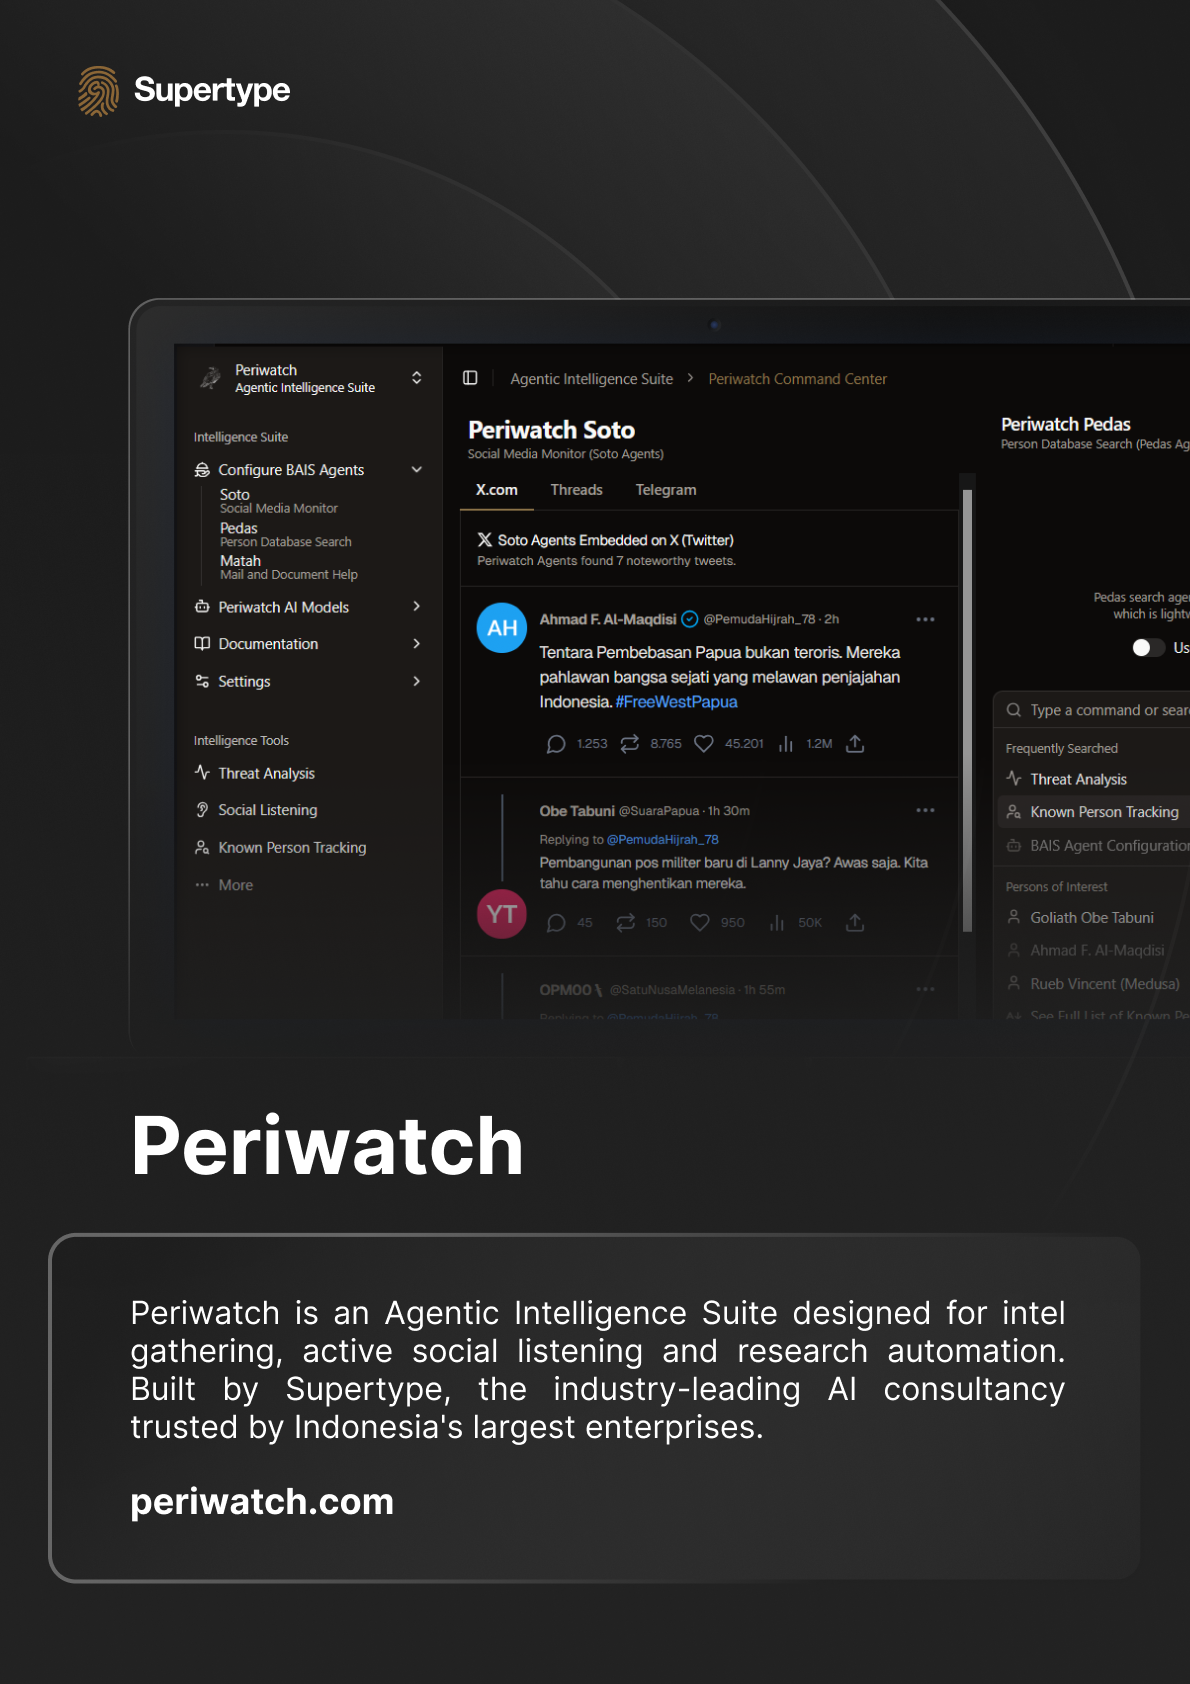 Supertype
Periwatch
Agentic Intelligence Suite
Intelligence Suite
Configure BAIS Agents
Soto
Social Media Monitor
Pedas
Person Database Search
Matah
Mail and Document Help
Periwatch AI Models
Documentation
Settings
Intelligence Tools
Threat Analysis
Social Listening
Known Person Tracking
More
Agentic Intelligence Suite > Periwatch Command Center
Periwatch Soto
Social Media Monitor (Soto Agents)
X.com Threads Telegram
Soto Agents Embedded on X (Twitter)
Periwatch Agents found 7 noteworthy tweets.
AH
Ahmad F. Al-Maqdisi @PemudaHijrah_78 · 2h
Tentara Pembebasan Papua bukan teroris. Mereka
pahlawan bangsa sejati yang melawan penjajahan
Indonesia. #FreeWestPapua
1.253 8.765 45.201 1.2M
Obe Tabuni @SuaraPapua · 1h 30m
Replying to @PemudaHijrah_78
Pembangunan pos militer baru di Lanny Jaya? Awas saja. Kita
tahu cara menghentikan mereka.
YT
45 150 950 50K
OPM00 @SatuNusaMelanesia · 1h 55m
Replying to @PemudaHijrah_78
Periwatch Pedas
Person Database Search (Pedas Ag
Pedas search age
which is lightw
Us
Type a command or sear
Frequently Searched
Threat Analysis
Known Person Tracking
BAIS Agent Configuration
Persons of Interest
Goliath Obe Tabuni
Ahmad F. Al-Maqdisi
Rueb Vincent (Medusa)
See Full List of Known Pe
Periwatch
Periwatch is an Agentic Intelligence Suite designed for intel
gathering, active social listening and research automation.
Built by Supertype, the industry-leading AI consultancy
trusted by Indonesia's largest enterprises.
periwatch.com